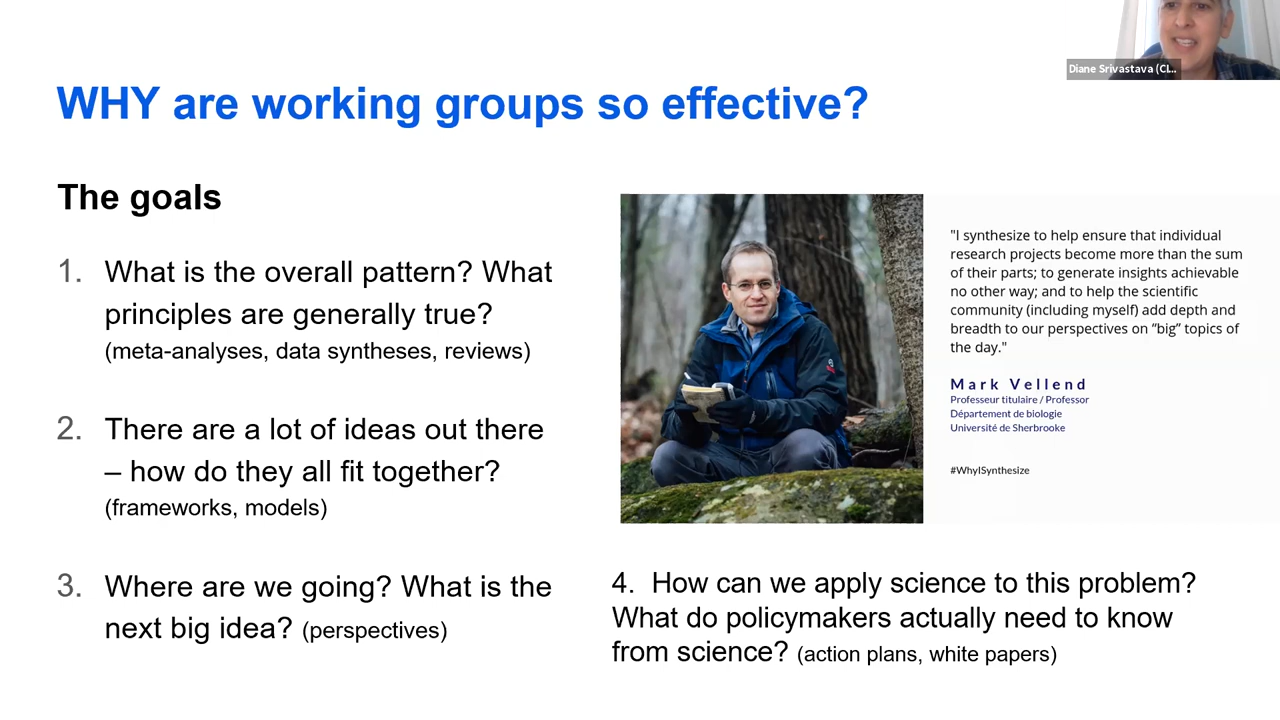 Diane Srivastava (CI...
WHY are working groups so effective?
The goals
1. What is the overall pattern? What
principles are generally true?
(meta-analyses, data syntheses, reviews)
2. There are a lot of ideas out there
– how do they all fit together?
(frameworks, models)
3. Where are we going? What is the
next big idea? (perspectives)
"I synthesize to help ensure that individual
research projects become more than the sum
of their parts; to generate insights achievable
no other way; and to help the scientific
community (including myself) add depth and
breadth to our perspectives on “big” topics of
the day."
Mark Vellend
Professeur titulaire / Professor
Département de biologie
Université de Sherbrooke
#WhyISynthesize
4. How can we apply science to this problem?
What do policymakers actually need to know
from science? (action plans, white papers)